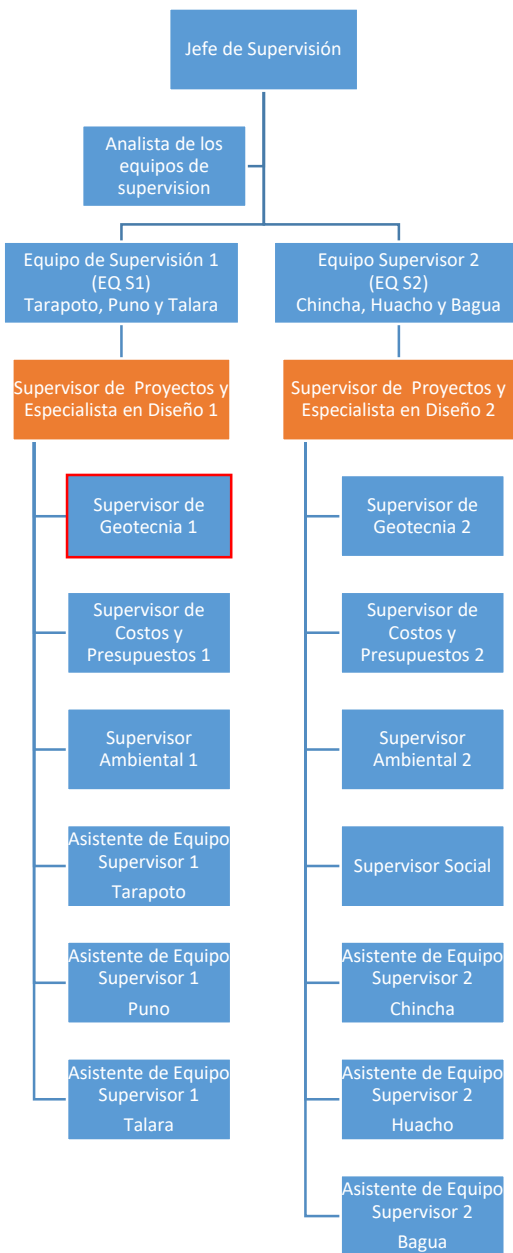 Jefe de Supervisión
Analista de los
equipos de
supervision
Equipo de Supervisión 1
(EQ S1)
Tarapoto, Puno y Talara
Equipo Supervisor 2
(EQ S2)
Chincha, Huacho y Bagua
Supervisor de Proyectos y
Especialista en Diseño 1
Supervisor de Proyectos y
Especialista en Diseño 2
Supervisor de
Geotecnia 1
Supervisor de
Geotecnia 2
Supervisor de
Costos y
Presupuestos 1
Supervisor de
Costos y
Presupuestos 2
Supervisor
Ambiental 1
Supervisor
Ambiental 2
Asistente de Equipo
Supervisor 1
Tarapoto
Supervisor Social
Asistente de Equipo
Supervisor 1
Puno
Asistente de Equipo
Supervisor 2
Chincha
Asistente de Equipo
Supervisor 1
Talara
Asistente de Equipo
Supervisor 2
Huacho
Asistente de Equipo
Supervisor 2
Bagua